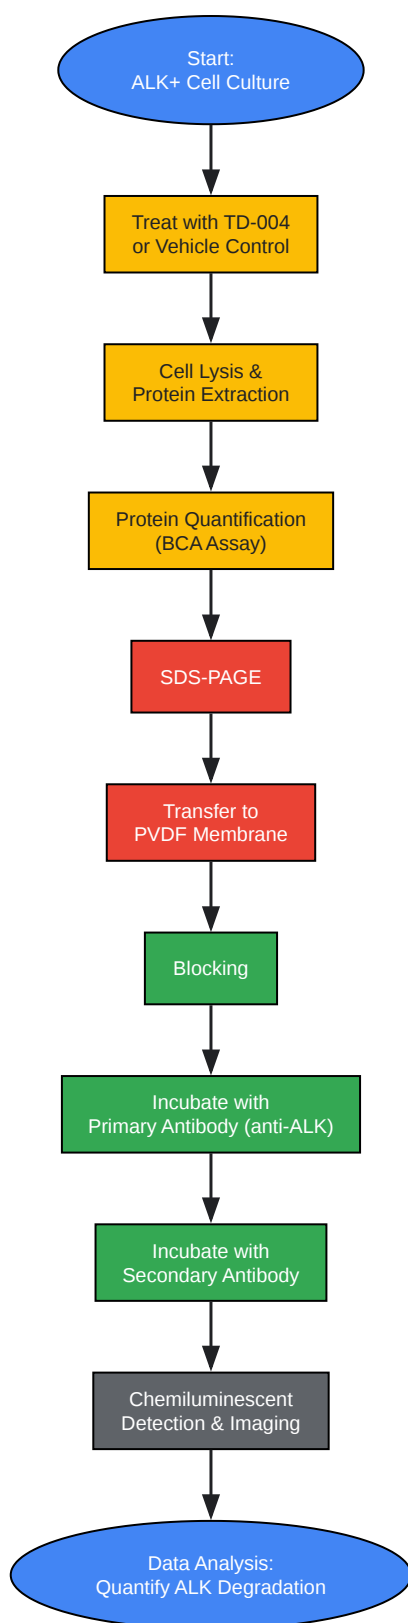 Start:
ALK+ Cell Culture
Treat with TD-004
or Vehicle Control
Cell Lysis &
Protein Extraction
Protein Quantification
(BCA Assay)
SDS-PAGE
Transfer to
PVDF Membrane
Blocking
Incubate with
Primary Antibody (anti-ALK)
Incubate with
Secondary Antibody
Chemiluminescent
Detection & Imaging
Data Analysis:
Quantify ALK Degradation